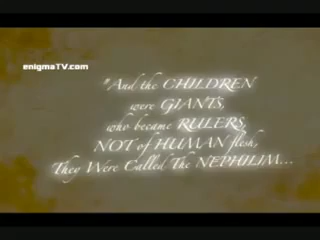 enigmaTV.com
"And the CHILDREN
were GIANTS,
who became RULERS,
NOT of HUMAN flesh,
They Were Called The NEPHILIM...